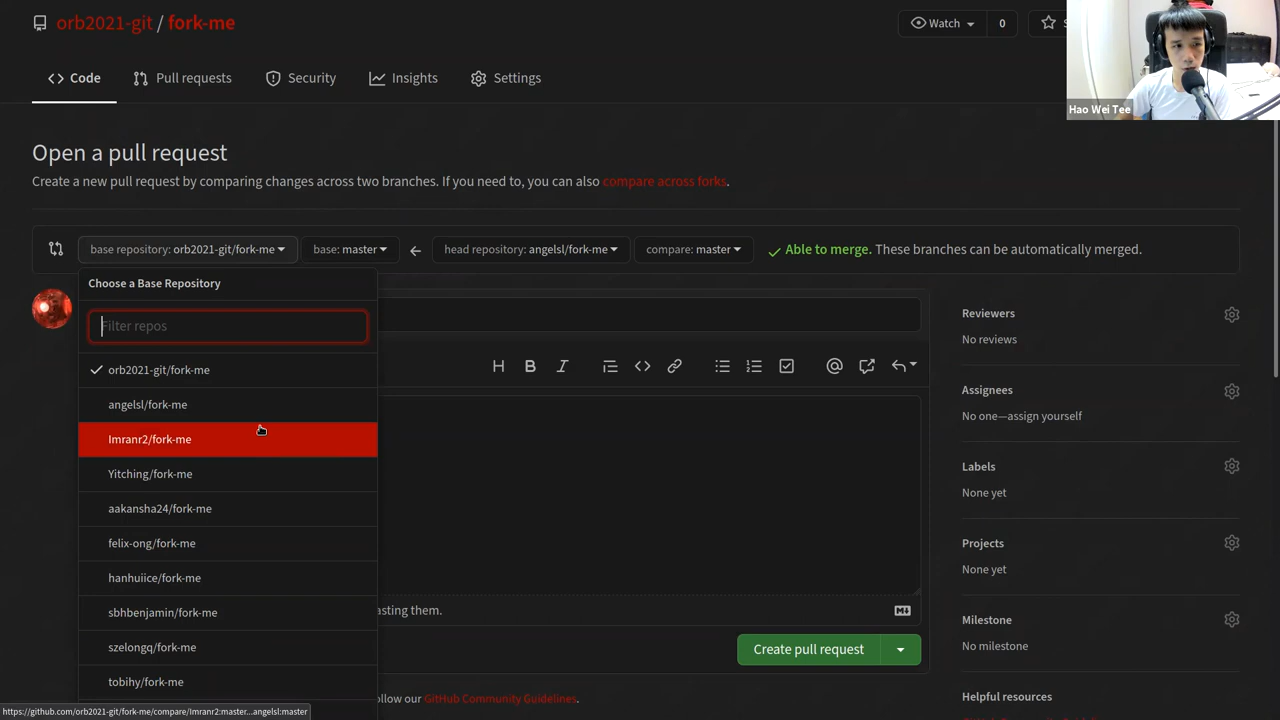 orb2021-git / fork-me
Watch 0
Code Pull requests Security Insights Settings
Hao Wei Tee
Open a pull request
Create a new pull request by comparing changes across two branches. If you need to, you can also compare across forks.
base repository: orb2021-git/fork-me base: master head repository: angelsl/fork-me compare: master Able to merge. These branches can be automatically merged.
Choose a Base Repository
Filter repos
orb2021-git/fork-me
angelsl/fork-me
Imranr2/fork-me
Yitching/fork-me
aakansha24/fork-me
felix-ong/fork-me
hanhuiice/fork-me
sbhbenjamin/fork-me
szelongq/fork-me
tobihy/fork-me
H B I
asting them.
Create pull request
ollow our GitHub Community Guidelines.
Reviewers
No reviews
Assignees
No one—assign yourself
Labels
None yet
Projects
None yet
Milestone
No milestone
Helpful resources
https://github.com/orb2021-git/fork-me/compare/Imranr2:master...angelsl:master